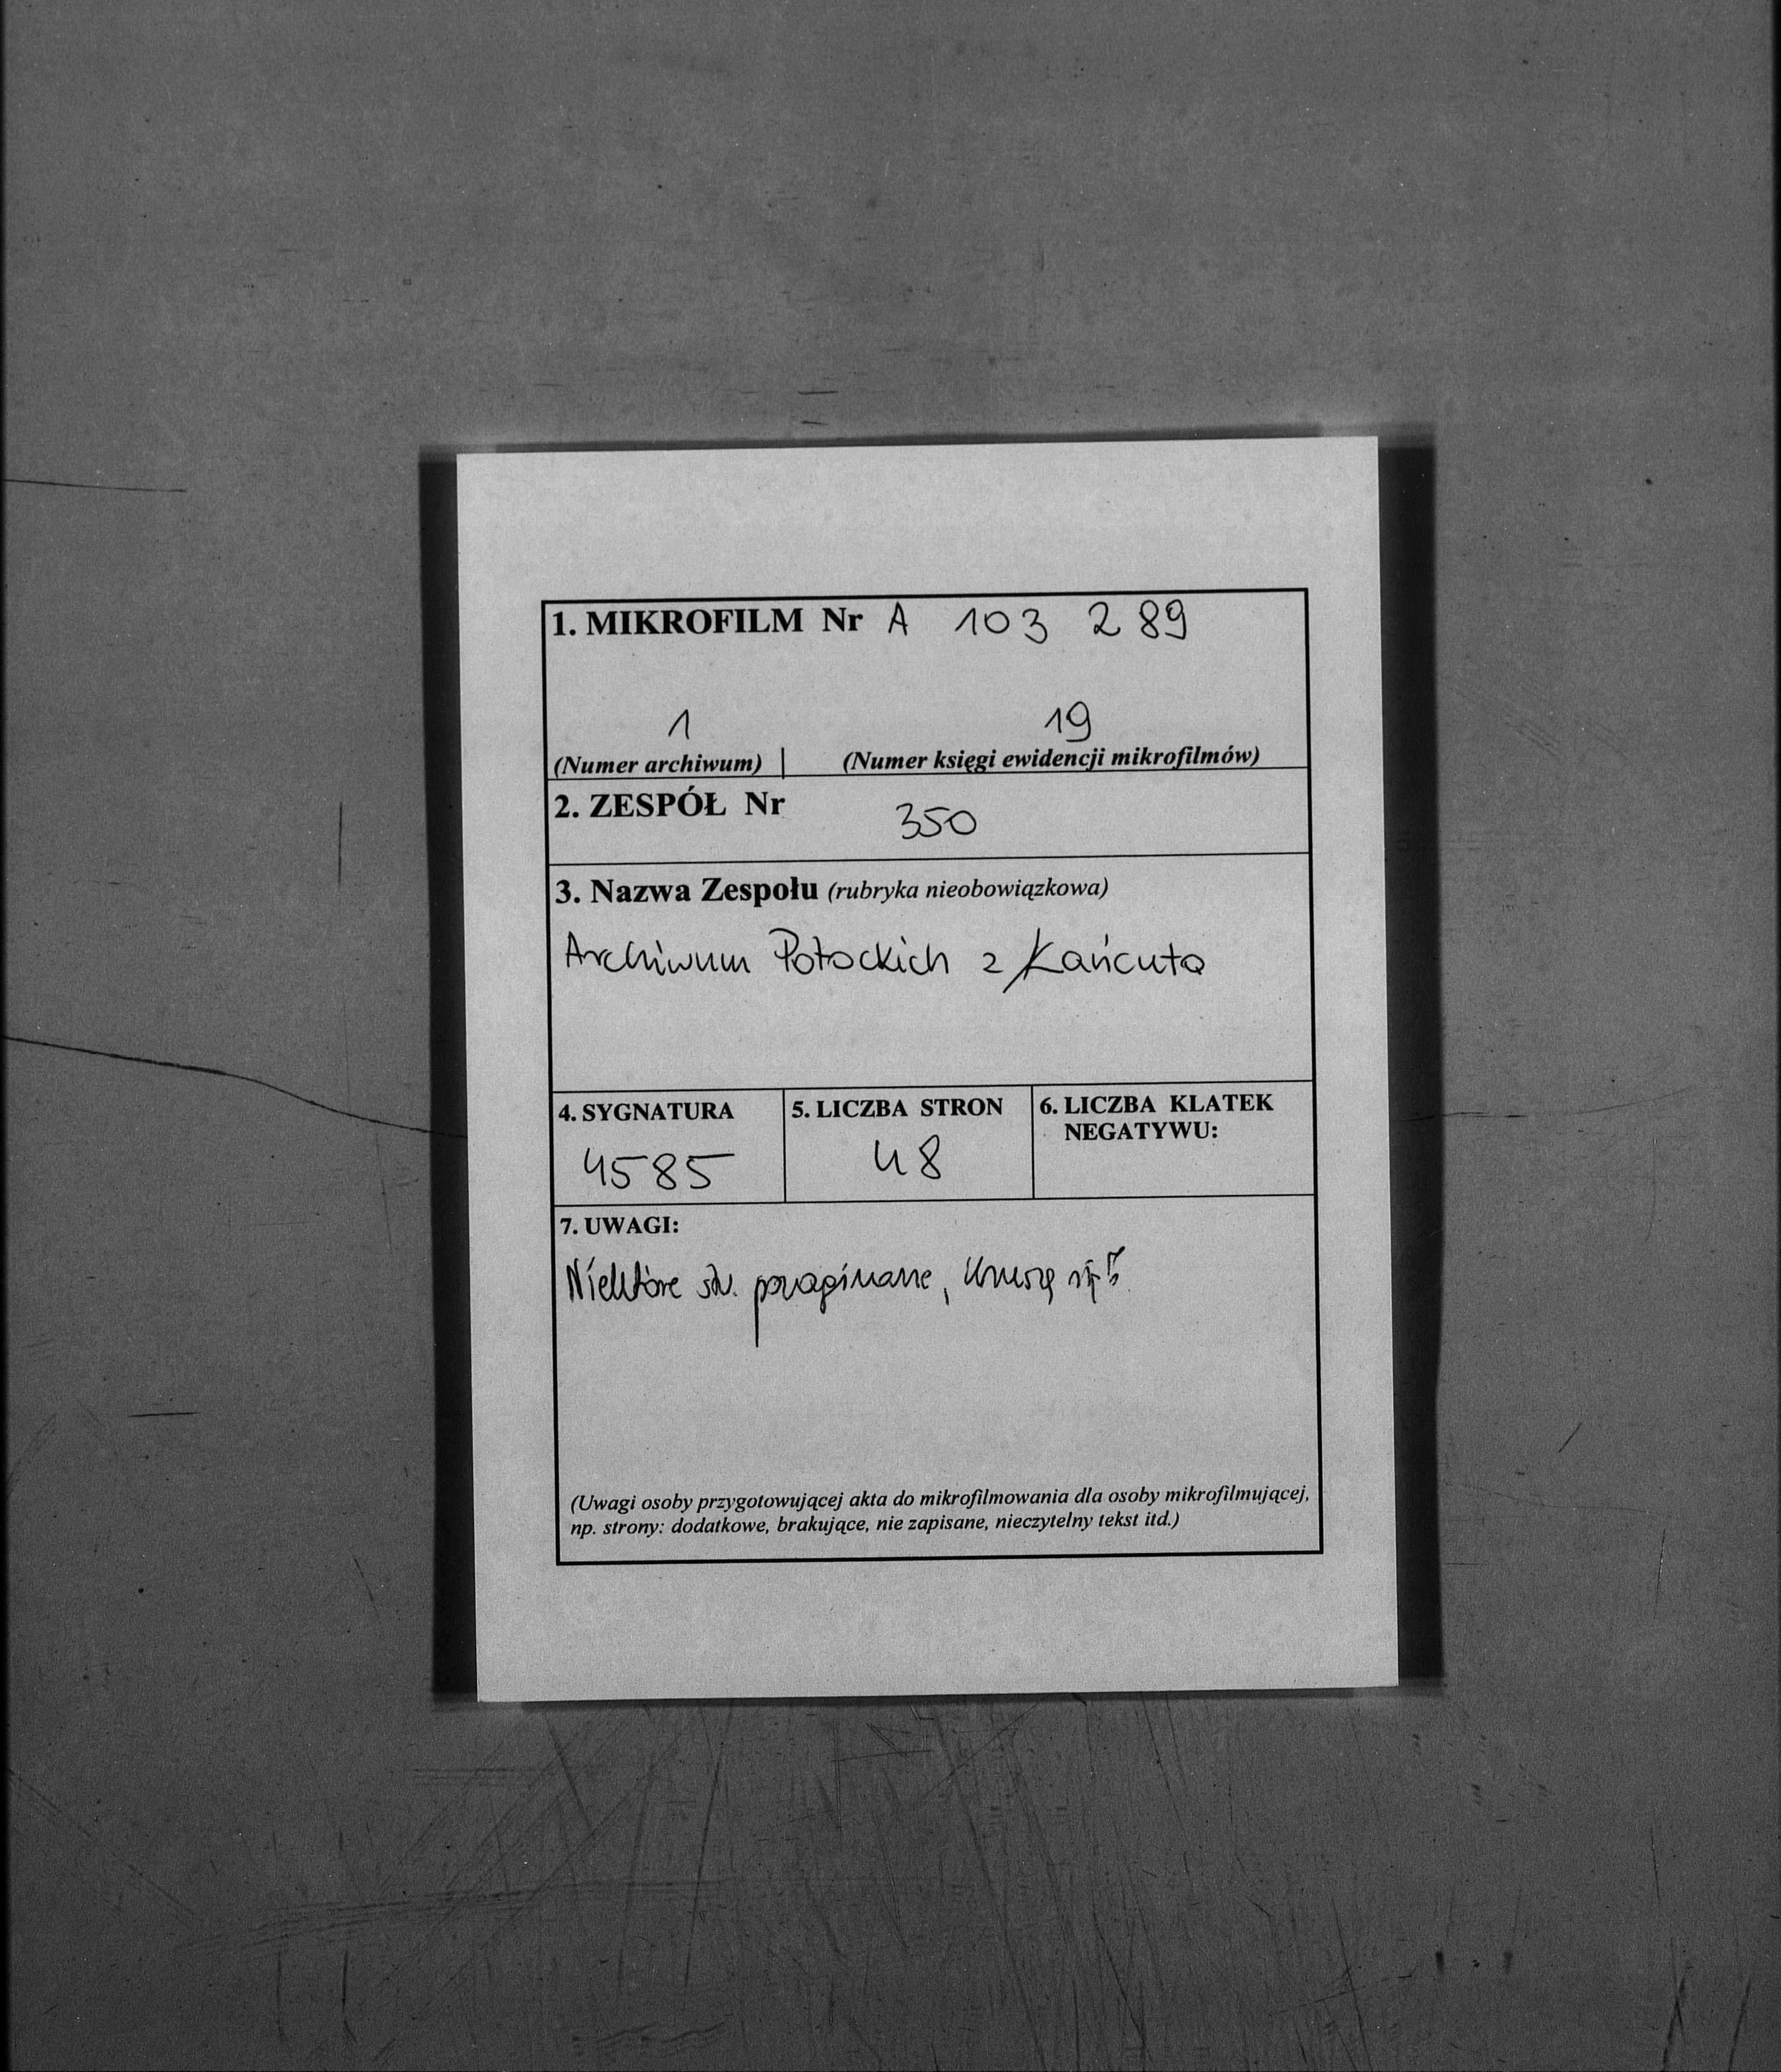 1. MIKROFILM Nr A 103 289
1 19
(Numer archiwum) | (Numer księgi ewidencji mikrofilmów)
2. ZESPÓŁ Nr 350
3. Nazwa Zespołu (rubryka nieobowiązkowa)
Archiwum Potockich z Łańcuta
4. SYGNATURA 5. LICZBA STRON 6. LICZBA KLATEK
NEGATYWU:
4585 48
7. UWAGI:
Niektóre str. pozaginane, kruszą się
(Uwagi osoby przygotowującej akta do mikrofilmowania dla osoby mikrofilmującej,
np. strony: dodatkowe, brakujące, nie zapisane, nieczytelny tekst itd.)